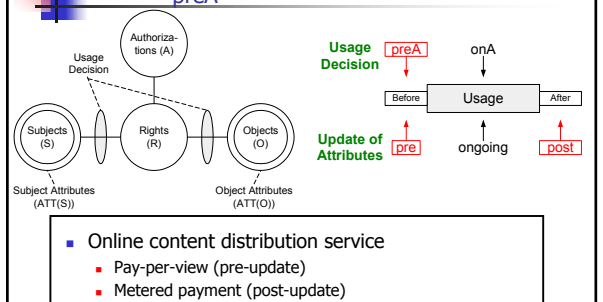 preA
Authoriza-
tions (A)
Usage
Decision
Subjects
(S)
Rights
(R)
Objects
(O)
Subject Attributes
(ATT(S))
Object Attributes
(ATT(O))
Usage
Decision
preA
onA
Before
Usage
After
Update of
Attributes
pre
ongoing
post
Online content distribution service
Pay-per-view (pre-update)
Metered payment (post-update)